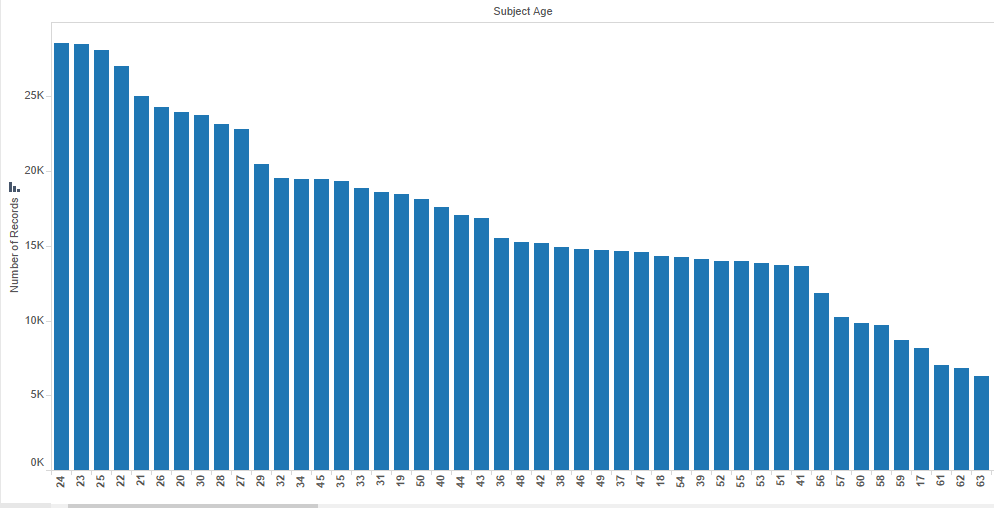 Subject Age
Number of Records
25K
20K
15K
10K
5K
0K
24 23 25 22 21 26 20 30 28 27 29 32 34 45 35 33 31 19 50 40 44 43 36 48 42 38 46 49 37 47 18 54 39 52 55 53 51 41 56 57 60 58 59 17 61 62 63